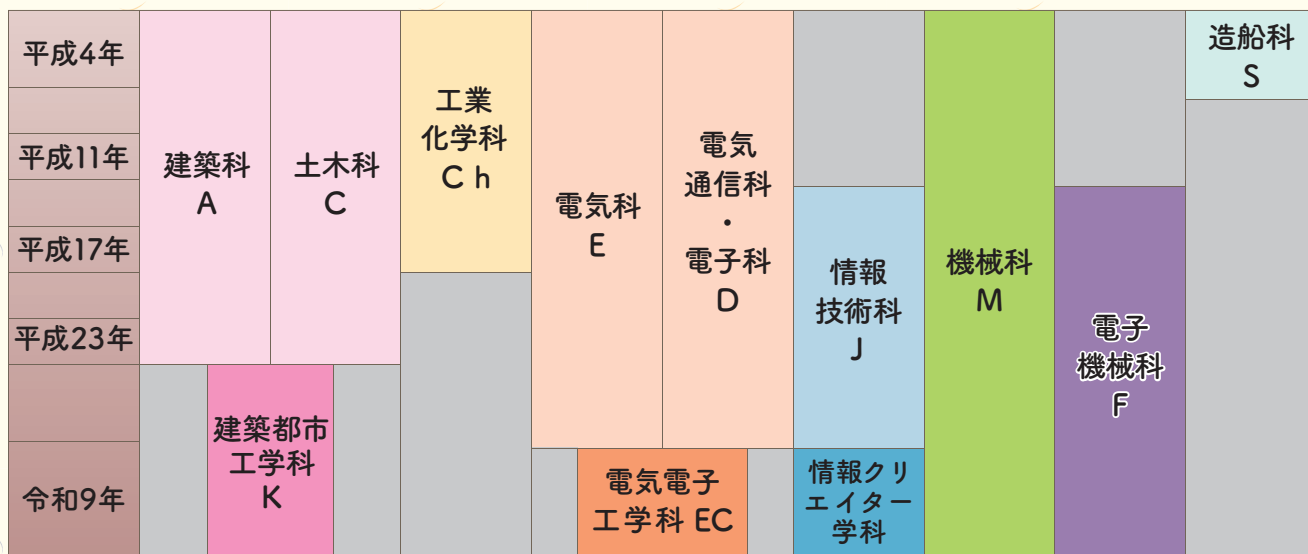 平成4年
平成11年
平成17年
平成23年
令和9年
建築科
A
土木科
C
建築都市
工学科
K
工業
化学科
Ch
電気科
E
電気
通信科
・
電子科
D
電気電子
工学科 EC
情報
技術科
J
情報クリ
エイター
学科
機械科
M
電子
機械科
F
造船科
S